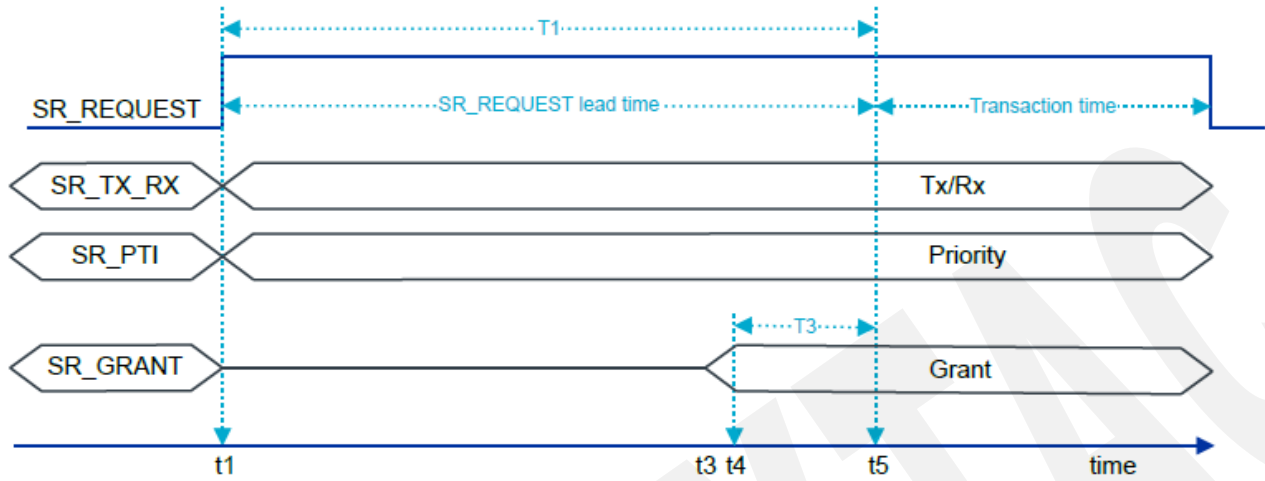 T1
SR_REQUEST
SR_REQUEST lead time
Transaction time
SR_TX_RX
Tx/Rx
SR_PTI
Priority
T3
SR_GRANT
Grant
t1
t3 t4
t5
time